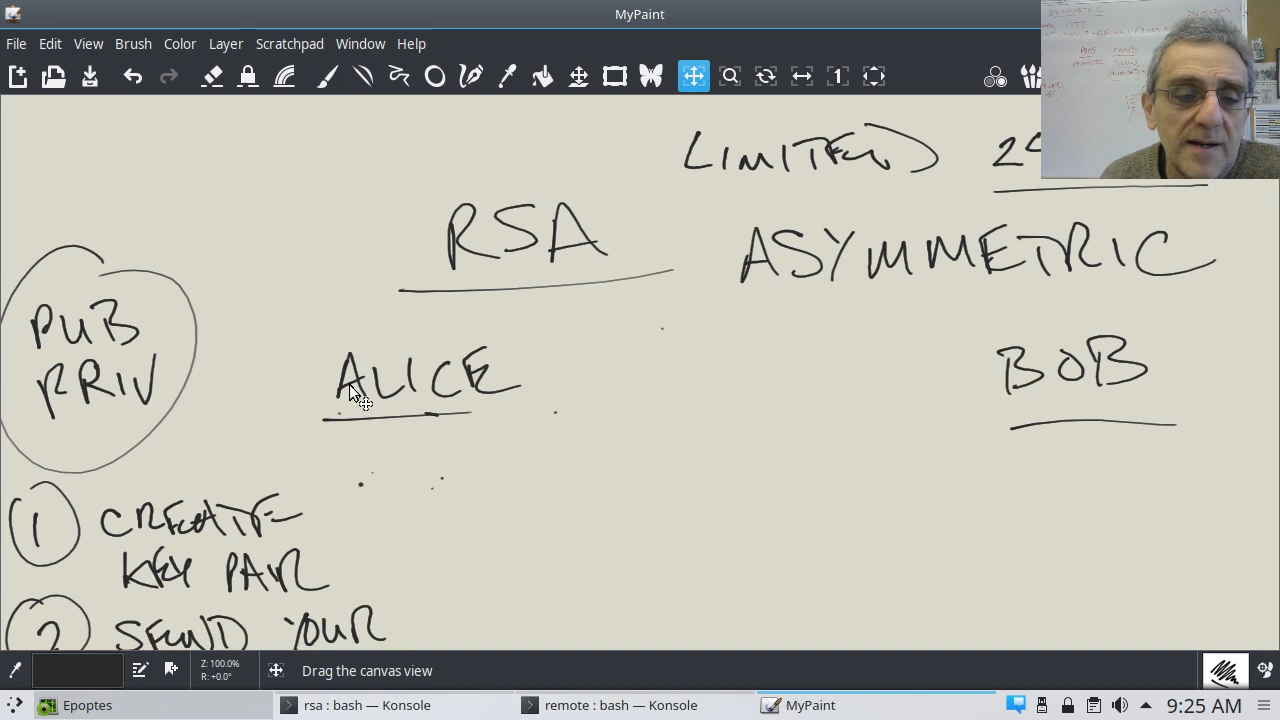 MyPaint
File Edit View Brush Color Layer Scratchpad Window Help
ASYMMETRIC
LIMITED
RSA
ASYMMETRIC
PUB
PRIV
ALICE
BOB
1 CREATE
KEY PAIR
2 SEND YOUR
Z: 100.0%
R: +0.0°
Drag the canvas view
Epoptes
rsa : bash — Konsole
remote : bash — Konsole
MyPaint
9:25 AM